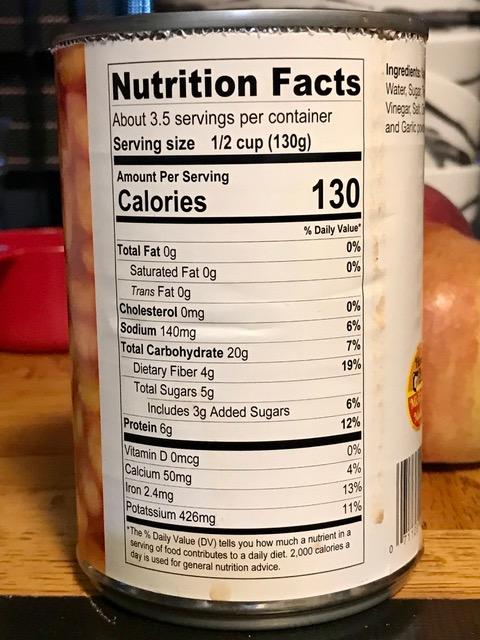 Nutrition Facts
About 3.5 servings per container
Serving size 1/2 cup (130g)
Amount Per Serving
Calories 130
% Daily Value*
Total Fat 0g 0%
Saturated Fat 0g 0%
Trans Fat 0g
Cholesterol 0mg 0%
Sodium 140mg 6%
Total Carbohydrate 20g 7%
Dietary Fiber 4g 19%
Total Sugars 5g
Includes 3g Added Sugars 6%
Protein 6g 12%
Vitamin D 0mcg 0%
Calcium 50mg 4%
Iron 2.4mg 13%
Potatssium 426mg 11%
*The % Daily Value (DV) tells you how much a nutrient in a
serving of food contributes to a daily diet. 2,000 calories a
day is used for general nutrition advice.
Ingredients:
Water, Sugar,
Vinegar, Salt,
and Garlic
0